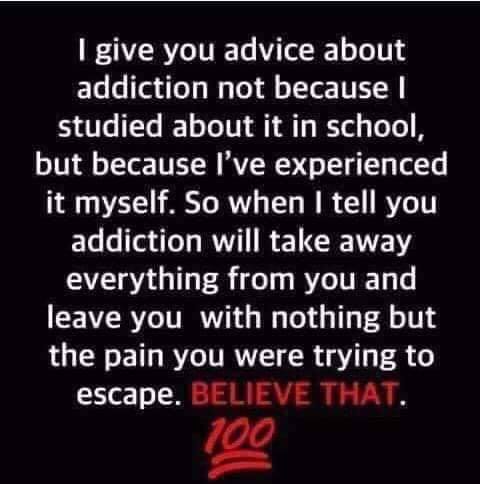 I give you advice about
addiction not because I
studied about it in school,
but because I've experienced
it myself. So when I tell you
addiction will take away
everything from you and
leave you with nothing but
the pain you were trying to
escape. BELIEVE THAT.
100